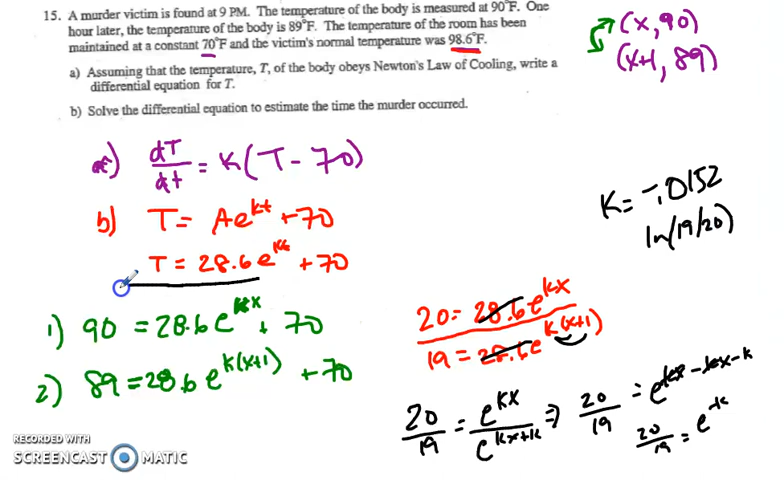 15. A murder victim is found at 9 PM. The temperature of the body is measured at 90°F. One
hour later, the temperature of the body is 89°F. The temperature of the room has been
maintained at a constant 70°F and the victim's normal temperature was 98.6°F.
a) Assuming that the temperature, T, of the body obeys Newton's Law of Cooling, write a
differential equation for T.
b) Solve the differential equation to estimate the time the murder occurred.
(x, 90)
(x+1, 89)
a) dT/dt = K(T - 70)
b) T = Ae^kt + 70
T = 28.6e^kt + 70
1) 90 = 28.6e^kx + 70
2) 89 = 28.6e^k(x+1) + 70
K = -.0152
ln(19/20)
20 = 28.6e^kx
19 = 28.6e^k(x+1)
20/19 = e^kx/e^kx+k ⇒ 20/19 = e^kx-kx-k
20/19 = e^-k
RECORDED WITH
SCREENCAST O MATIC